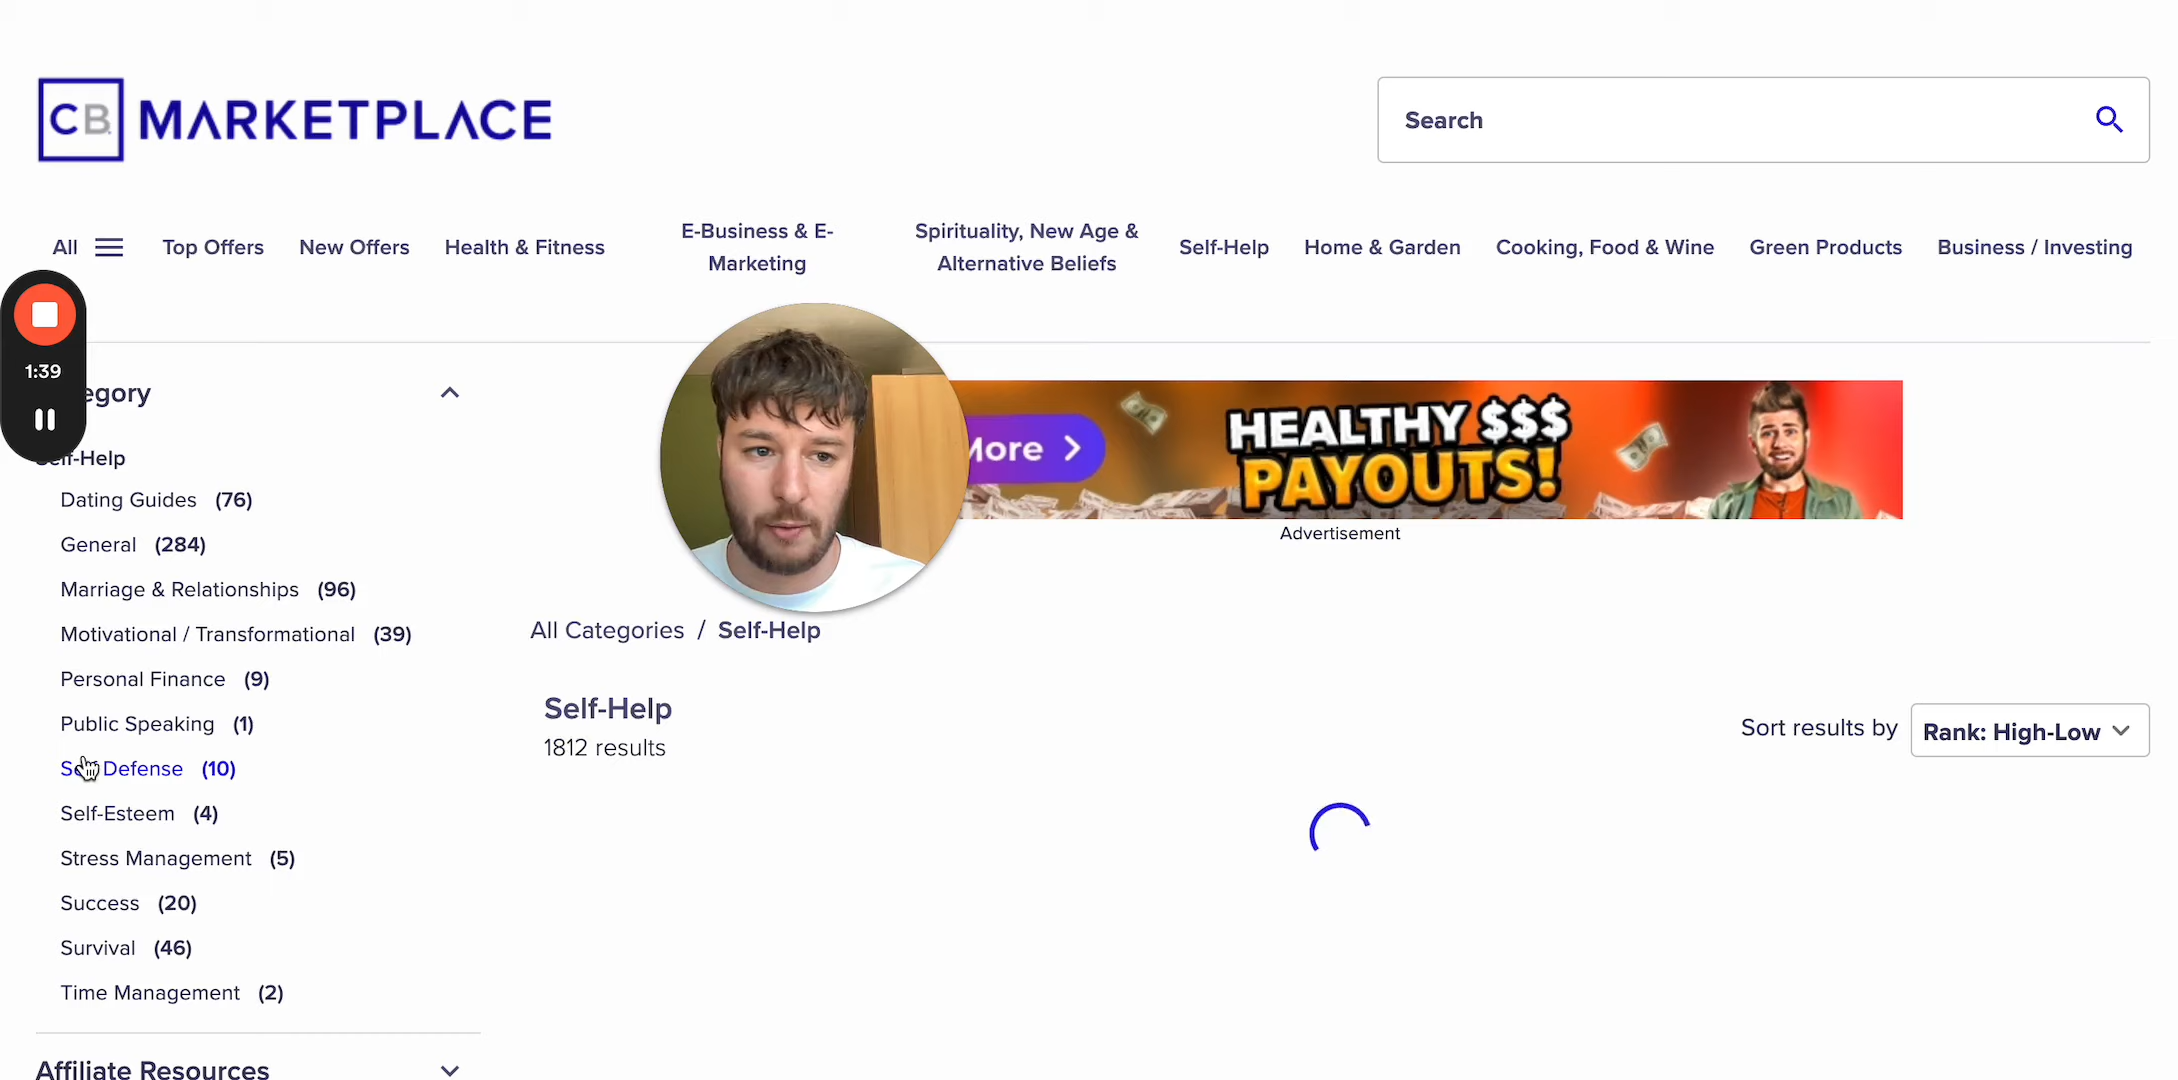 CB MARKETPLACE
Search
All
Top Offers
New Offers
Health & Fitness
E-Business & E-
Marketing
Spirituality, New Age &
Alternative Beliefs
Self-Help
Home & Garden
Cooking, Food & Wine
Green Products
Business / Investing
1:39
egory
Self-Help
Dating Guides (76)
General (284)
Marriage & Relationships (96)
Motivational / Transformational (39)
Personal Finance (9)
Public Speaking (1)
Self Defense (10)
Self-Esteem (4)
Stress Management (5)
Success (20)
Survival (46)
Time Management (2)
Affiliate Resources
More
HEALTHY $$$
PAYOUTS!
Advertisement
All Categories / Self-Help
Self-Help
1812 results
Sort results by
Rank: High-Low